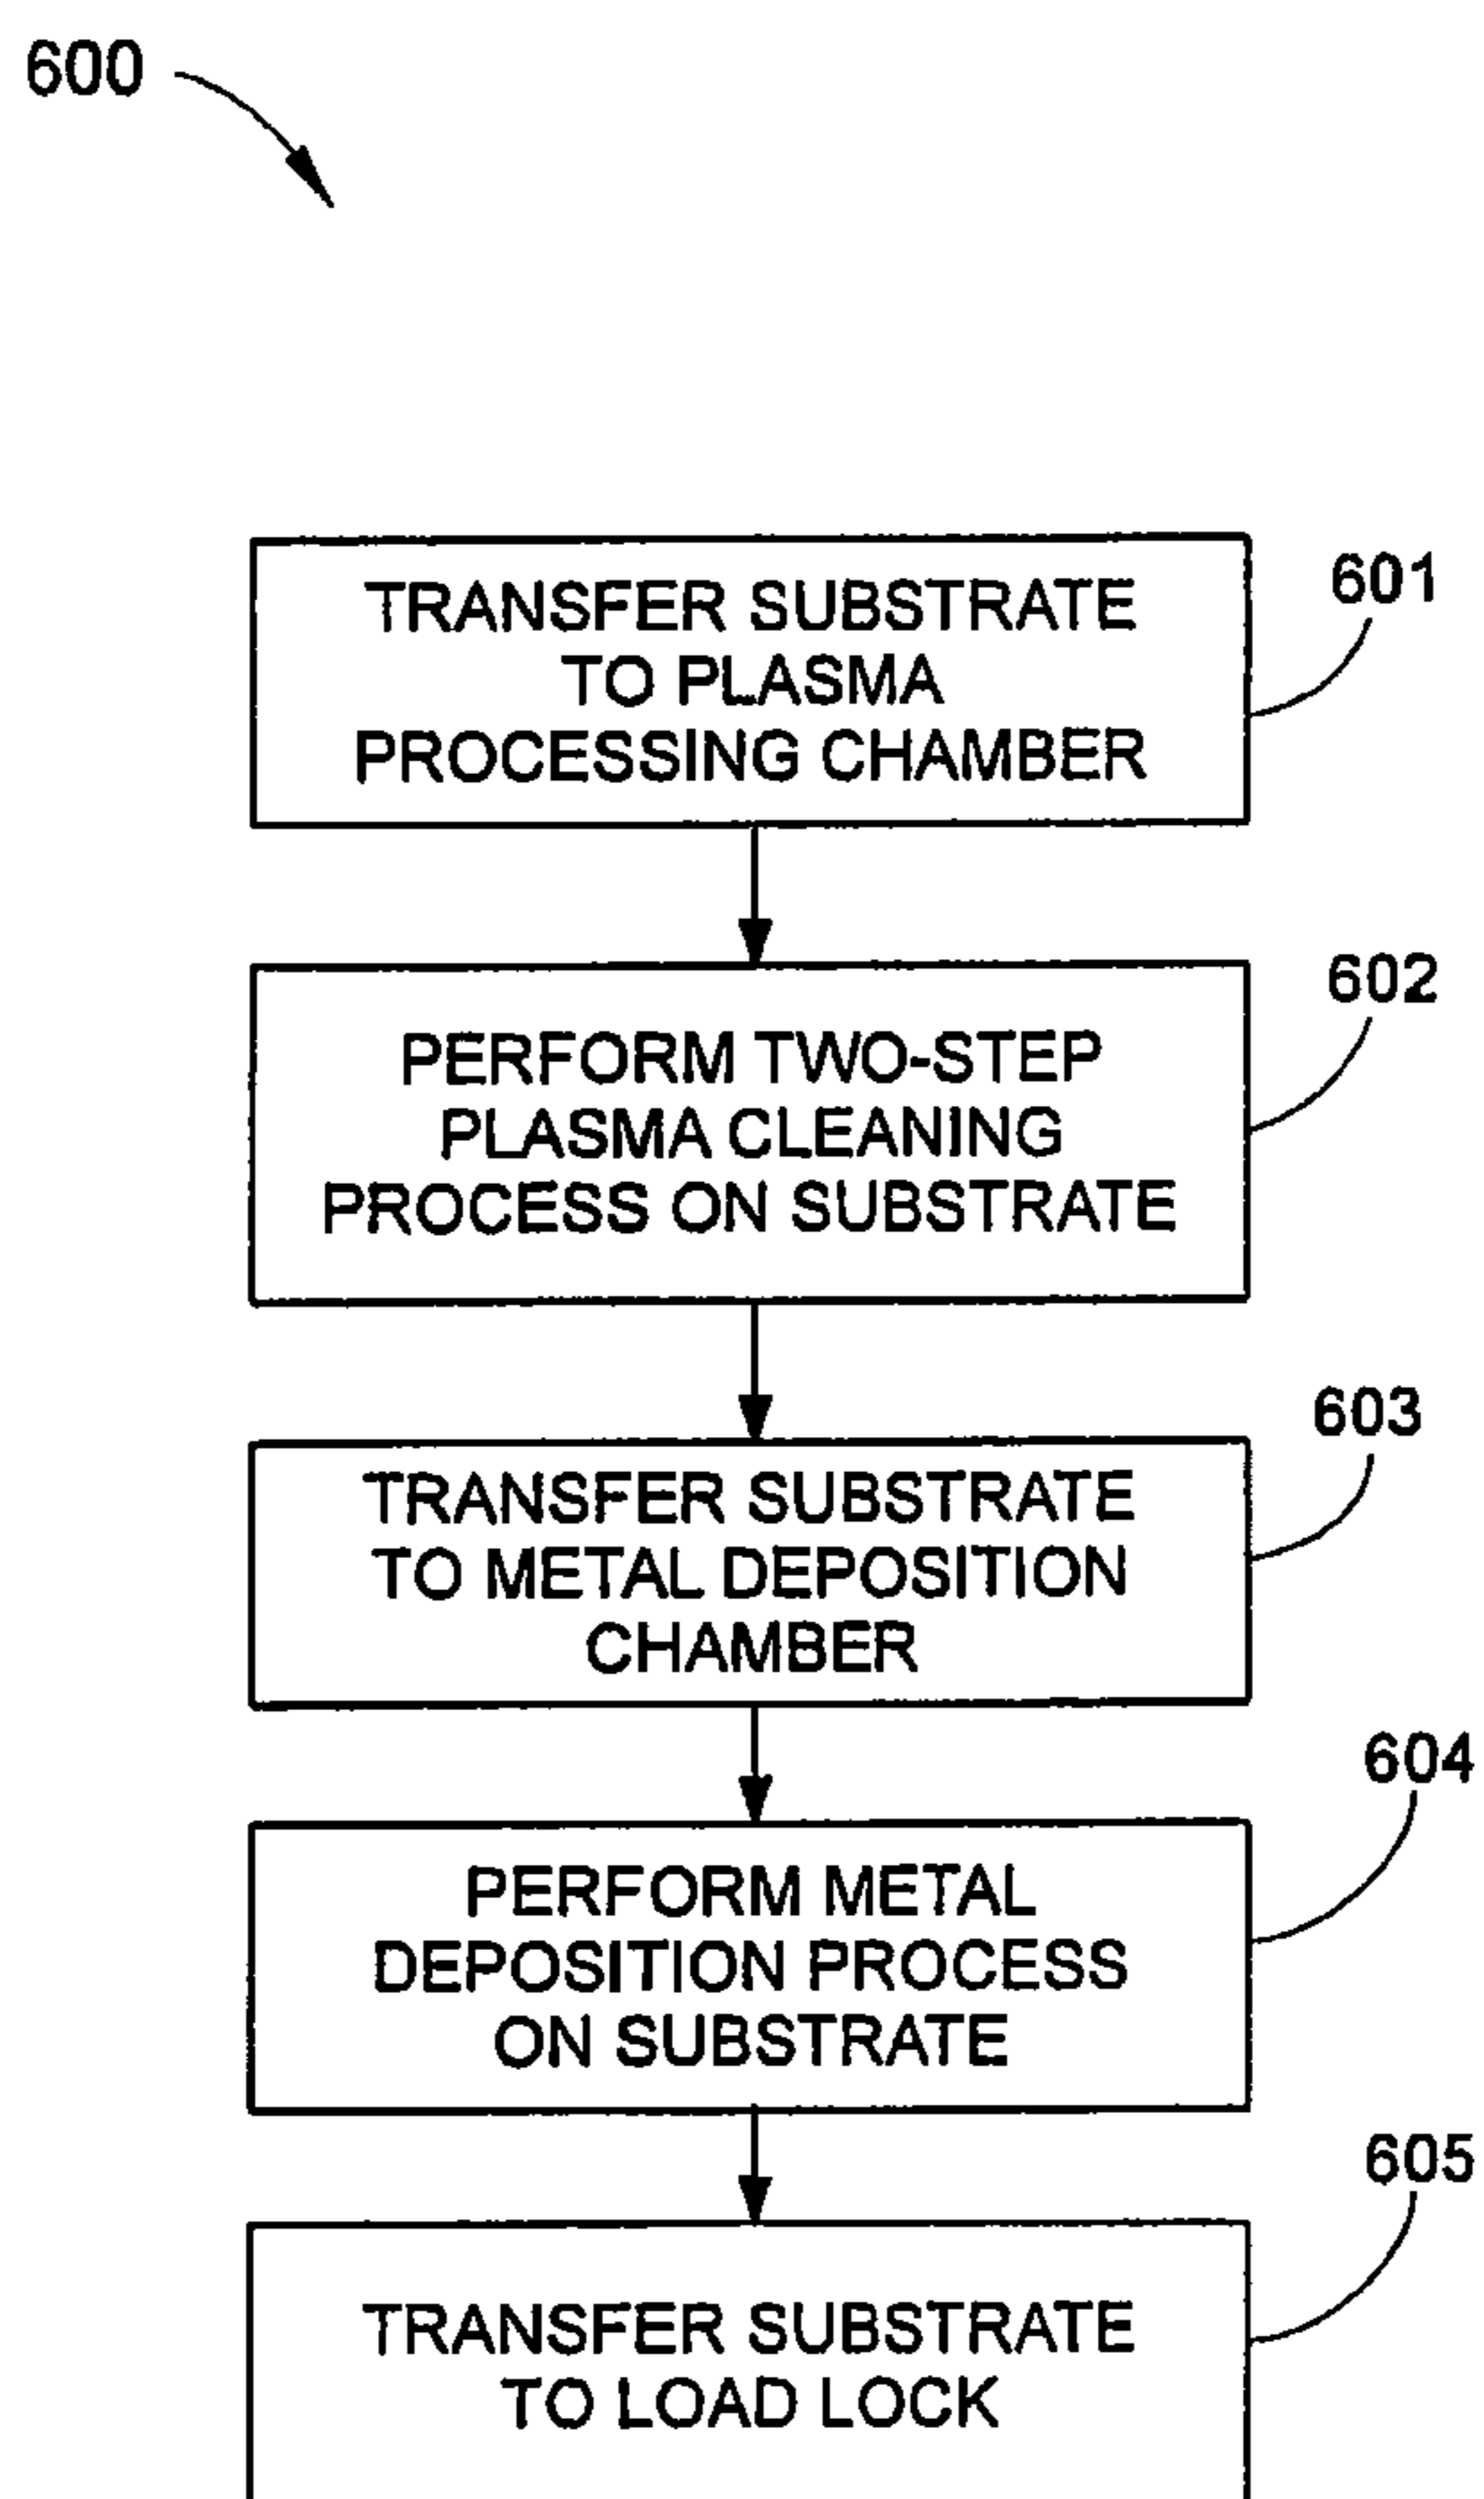 600
601
TRANSFER SUBSTRATE
TO PLASMA
PROCESSING CHAMBER
602
PERFORM TWO-STEP
PLASMA CLEANING
PROCESS ON SUBSTRATE
603
TRANSFER SUBSTRATE
TO METAL DEPOSITION
CHAMBER
604
PERFORM METAL
DEPOSITION PROCESS
ON SUBSTRATE
605
TRANSFER SUBSTRATE
TO LOAD LOCK